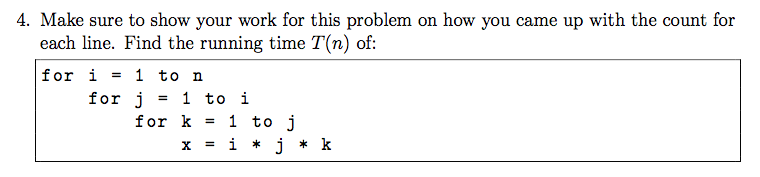 4. Make sure to show your work for this problem on how you came up with the count for
each line. Find the running time T(n) of:
for i = 1 to n
for j = 1 to i
for k = 1 to j
x = i * j * k